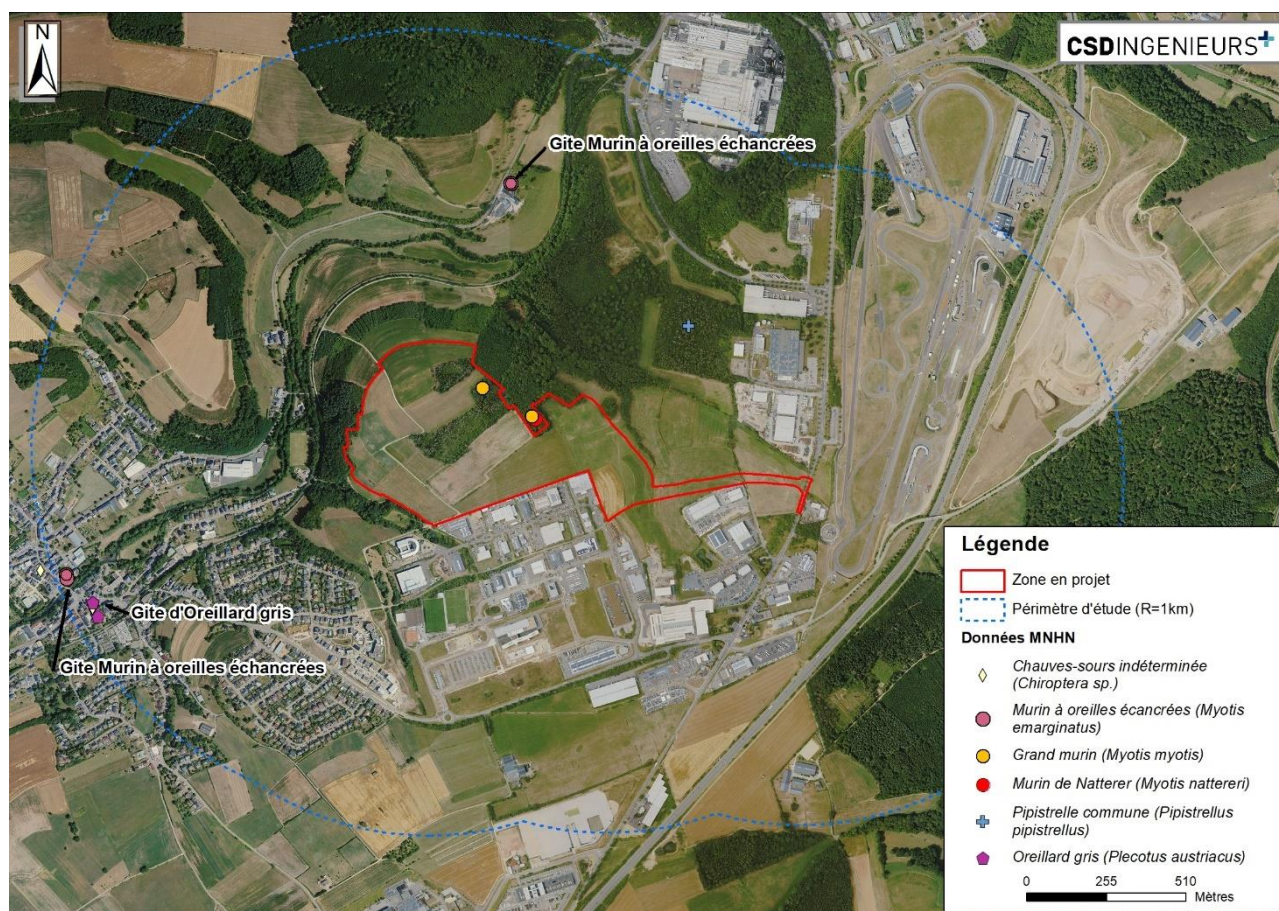 N
CSDINGENIEURS+
Gite Murin à oreilles échancrées
Gite d'Oreillard gris
Gite Murin à oreilles échancrées
Légende
Zone en projet
Périmètre d'étude (R=1km)
Données MNHN
Chauves-sours indéterminée
(Chiroptera sp.)
Murin à oreilles écancrées (Myotis
emarginatus)
Grand murin (Myotis myotis)
Murin de Natterer (Myotis nattereri)
Pipistrelle commune (Pipistrellus
pipistrellus)
Oreillard gris (Plecotus austriacus)
0 255 510
Mètres